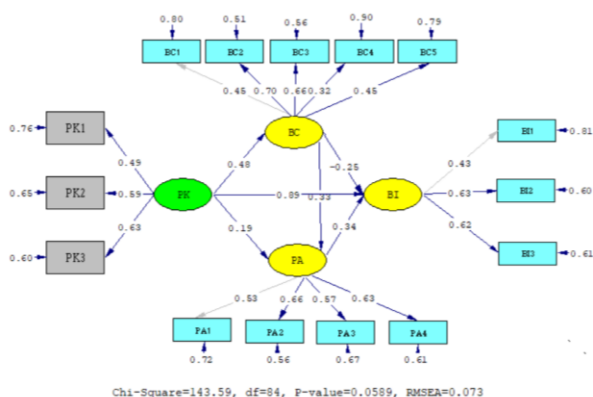 0.80 0.51 0.56 0.90 0.79
BC1 BC2 BC3 BC4 BC5
0.45 0.70 0.66 0.32 0.45
0.76 PK1 BC BI1 0.81
0.49 0.48 -0.25 0.43
0.65 PK2 0.59 PK 0.89 0.33 BI 0.63 BI2 0.60
0.63 0.19 0.34 0.62
0.60 PK3 PA BI3 0.61
0.53 0.66 0.57 0.63
PA1 PA2 PA3 PA4
0.72 0.56 0.67 0.61
Chi-Square=143.59, df=84, P-value=0.0589, RMSEA=0.073